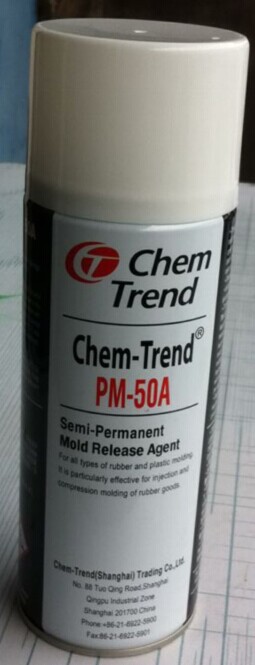 Chem
Trend
Chem-Trend®
PM-50A
Semi-Permanent
Mold Release Agent
For all types of rubber and plastic molding.
It is particularly effective for injection and
compression molding of rubber goods.
Chem-Trend(Shanghai) Trading Co.,Ltd.
No. 88 Tuo Qing Road,Shanghai
Qingpu Industrial Zone
Shanghai 201700 China
Phone:+86-21-6922-5900
Fax:86-21-6922-5901